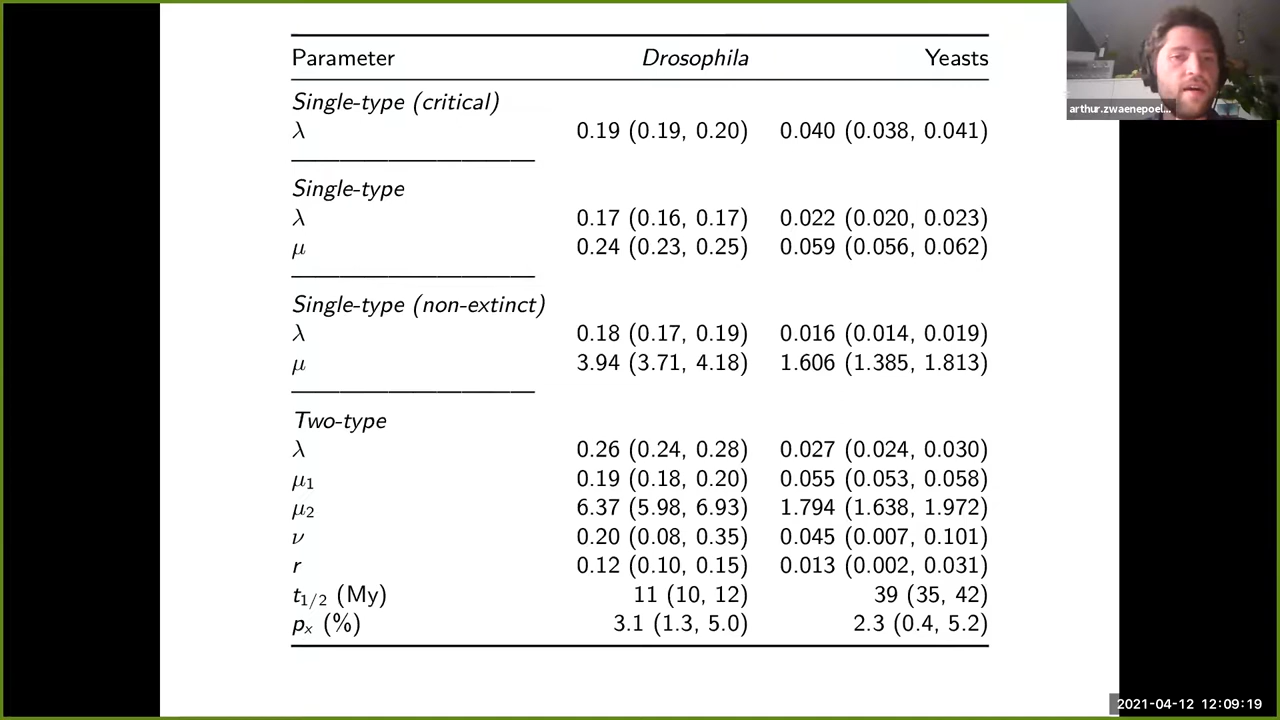 Parameter Drosophila Yeasts
Single-type (critical)
λ 0.19 (0.19, 0.20) 0.040 (0.038, 0.041)
Single-type
λ 0.17 (0.16, 0.17) 0.022 (0.020, 0.023)
μ 0.24 (0.23, 0.25) 0.059 (0.056, 0.062)
Single-type (non-extinct)
λ 0.18 (0.17, 0.19) 0.016 (0.014, 0.019)
μ 3.94 (3.71, 4.18) 1.606 (1.385, 1.813)
Two-type
λ 0.26 (0.24, 0.28) 0.027 (0.024, 0.030)
μ₁ 0.19 (0.18, 0.20) 0.055 (0.053, 0.058)
μ₂ 6.37 (5.98, 6.93) 1.794 (1.638, 1.972)
ν 0.20 (0.08, 0.35) 0.045 (0.007, 0.101)
r 0.12 (0.10, 0.15) 0.013 (0.002, 0.031)
t₁/₂ (My) 11 (10, 12) 39 (35, 42)
pₓ (%) 3.1 (1.3, 5.0) 2.3 (0.4, 5.2)
arthur.zwaenepoel...
2021-04-12 12:09:19